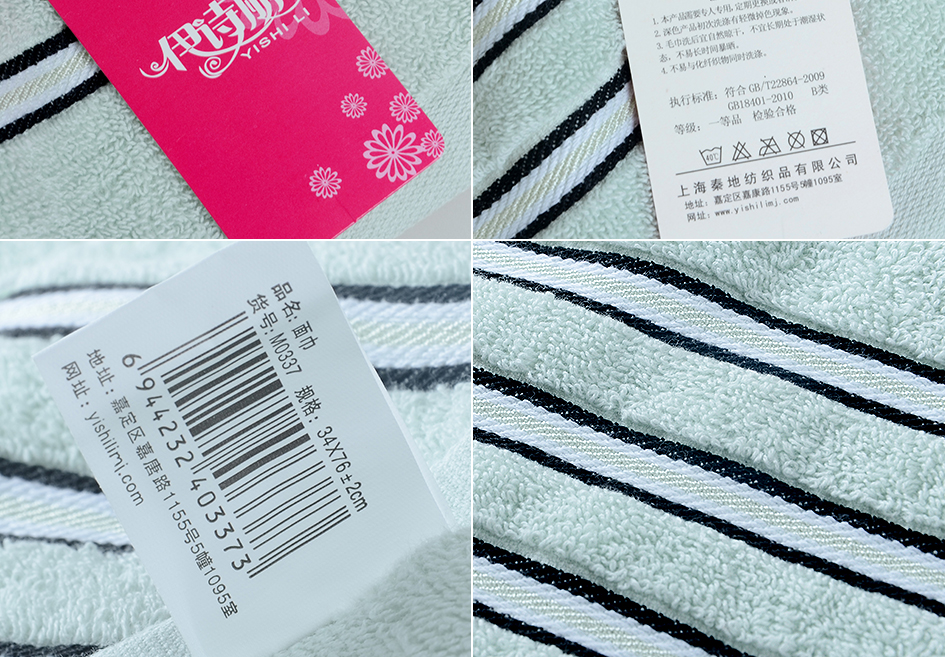 伊诗丽
YISHI·LI
1. 本产品需要专人专用，定期更换或
2. 深色产品初次洗涤有轻微掉色现象。
3. 毛巾洗后宜自然晾干，不宜长期处于潮湿状
态，不易长时间暴晒。
4. 不易与化纤织物同时洗涤。
执行标准：符合GB/T22864-2009
GB18401-2010 B类
等级：一等品 检验合格
40℃
上海秦地纺织品有限公司
地址：嘉定区嘉康路1155号5幢1095室
网址：www.yishilimj.com
品名：面巾
货号：M0337 规格：34X76±2cm
6944232403373
地址：嘉定区嘉唐路1155号5幢1095室
网址：yishilimj.com